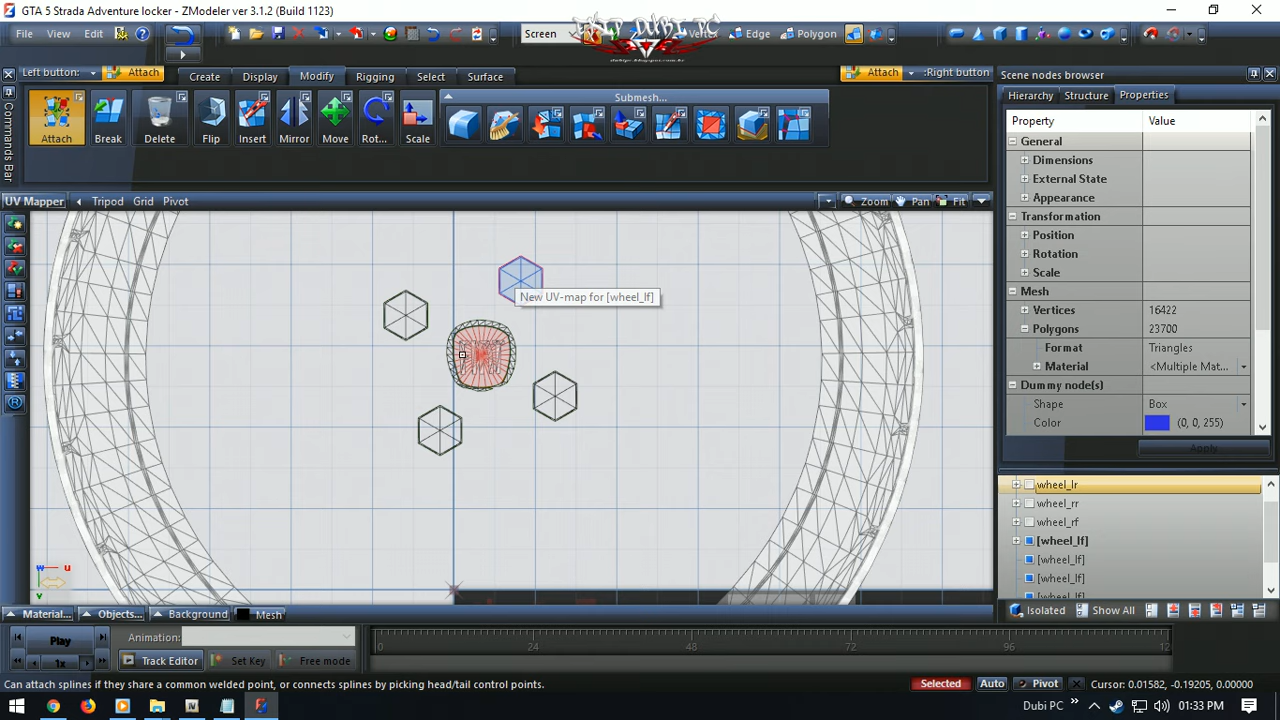 GTA 5 Strada Adventure locker - ZModeler ver 3.1.2 (Build 1123)
File View Edit
Screen
Vertex Edge Polygon
Left button: Attach
Create Display Modify Rigging Select Surface
Attach :Right button
Attach Break Delete Flip Insert Mirror Move Rot... Scale
Submesh...
Commands Bar
UV Mapper Tripod Grid Pivot
Zoom Pan Fit
New UV-map for [wheel_lf]
W U
V
Scene nodes browser
Hierarchy Structure Properties
Property Value
General
Dimensions
External State
Appearance
Transformation
Position
Rotation
Scale
Mesh
Vertices 16422
Polygons 23700
Format Triangles
Material <Multiple Mat...
Dummy node(s)
Shape Box
Color (0, 0, 255)
Apply
wheel_lr
wheel_rr
wheel_rf
[wheel_lf]
[wheel_lf]
[wheel_lf]
[wheel_lf]
Isolated Show All
Material... Objects... Background Mesh
Play
1x
Animation:
Track Editor Set Key Free mode
0 24 48 72 96 12
Can attach splines if they share a common welded point, or connects splines by picking head/tail control points.
Selected Auto Pivot Cursor: 0.01582, -0.19205, 0.00000
Dubi PC 01:33 PM